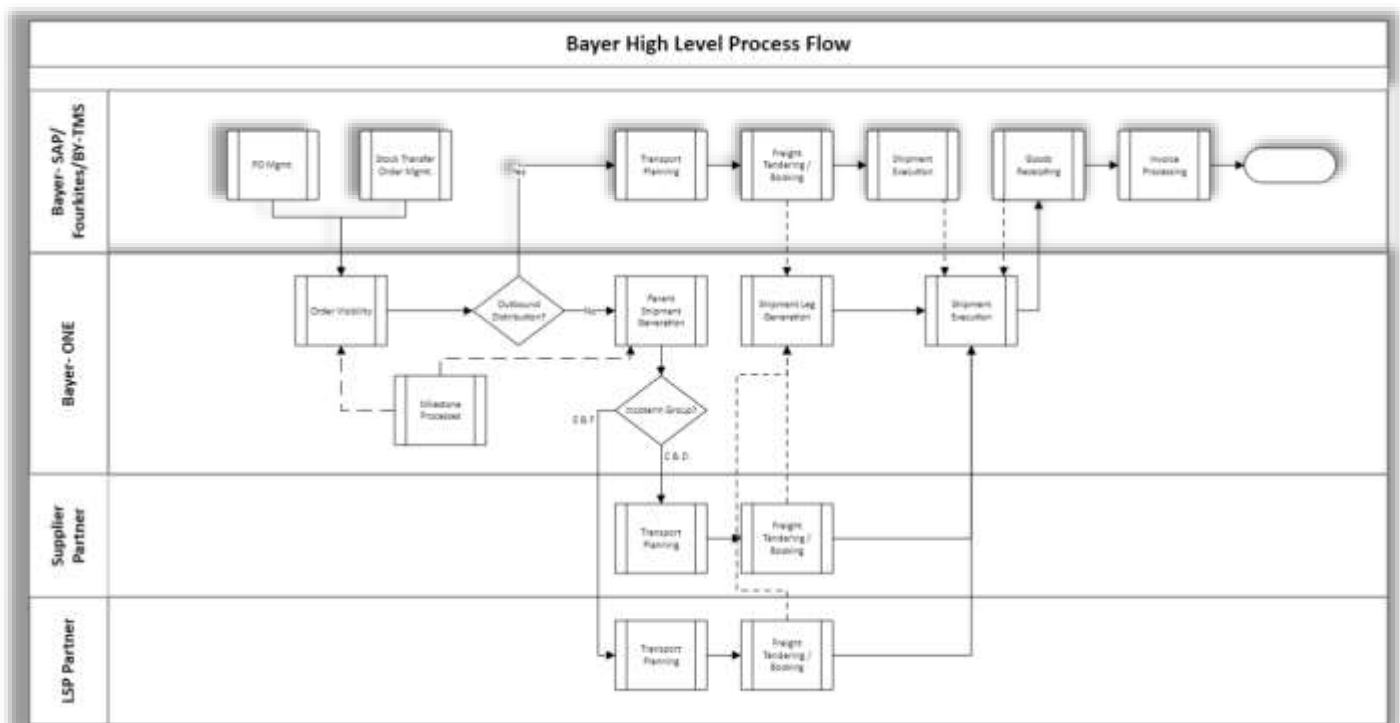 Bayer High Level Process Flow
Bayer- SAP/
Fourkites/BY-TMS
PO Mgmt.
Stock Transfer
Order Mgmt.
Yes
Transport
Planning
Freight
Tendering /
Booking
Shipment
Execution
Goods
Receipting
Invoice
Processing
Bayer- ONE
Order Visibility
Outbound
Distribution?
No
Parent
Shipment
Generation
Shipment Leg
Generation
Shipment
Execution
Milestone
Processes
Incoterm Group?
E & F
C & D
Supplier
Partner
Transport
Planning
Freight
Tendering /
Booking
LSP Partner
Transport
Planning
Freight
Tendering /
Booking